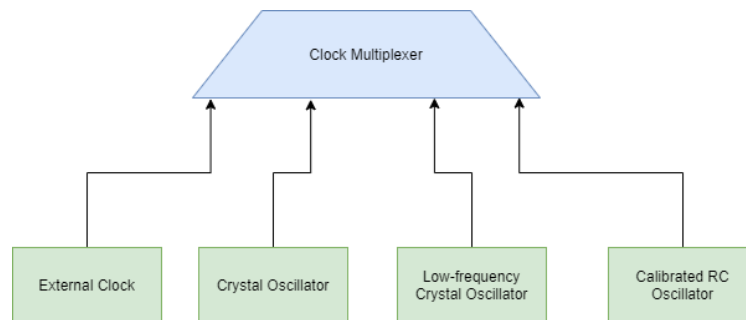 Clock Multiplexer
External Clock
Crystal Oscillator
Low-frequency
Crystal Oscillator
Calibrated RC
Oscillator